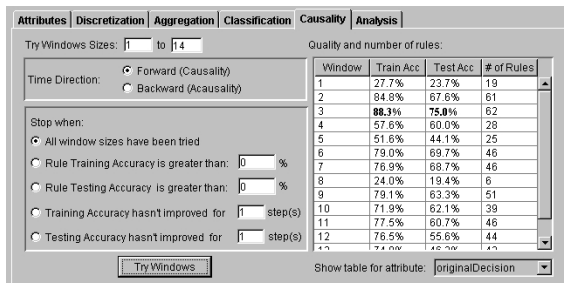 Attributes Discretization Aggregation Classification Causality Analysis
Try Windows Sizes: 1 to 14
Time Direction:
Forward (Causality)
Backward (Acausality)
Stop when:
All window sizes have been tried
Rule Training Accuracy is greater than: 0 %
Rule Testing Accuracy is greater than: 0 %
Training Accuracy hasn't improved for 1 step(s)
Testing Accuracy hasn't improved for 1 step(s)
Try Windows
Quality and number of rules:
Window Train Acc Test Acc # of Rules
1 27.7% 23.7% 19
2 84.8% 67.6% 61
3 88.3% 75.0% 62
4 57.6% 60.0% 28
5 51.6% 44.1% 25
6 79.0% 69.7% 46
7 76.9% 68.7% 46
8 24.0% 19.4% 6
9 79.1% 63.3% 51
10 71.9% 62.1% 39
11 77.5% 60.7% 46
12 76.5% 55.6% 44
Show table for attribute: originalDecision